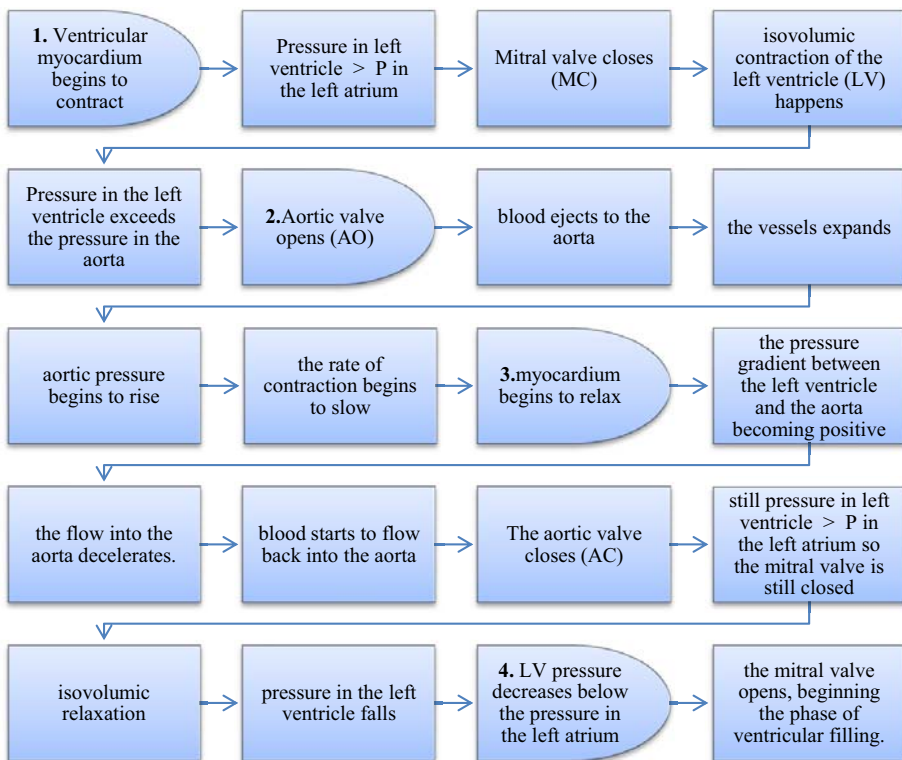 1. Ventricular
myocardium
begins to
contract
Pressure in left
ventricle > P in
the left atrium
Mitral valve closes
(MC)
isovolumic
contraction of the
left ventricle (LV)
happens
Pressure in the left
ventricle exceeds
the pressure in the
aorta
2.Aortic valve
opens (AO)
blood ejects to the
aorta
the vessels expands
aortic pressure
begins to rise
the rate of
contraction begins
to slow
3.myocardium
begins to relax
the pressure
gradient between
the left ventricle
and the aorta
becoming positive
the flow into the
aorta decelerates.
blood starts to flow
back into the aorta
The aortic valve
closes (AC)
still pressure in left
ventricle > P in
the left atrium so
the mitral valve is
still closed
isovolumic
relaxation
pressure in the left
ventricle falls
4. LV pressure
decreases below
the pressure in
the left atrium
the mitral valve
opens, beginning
the phase of
ventricular filling.